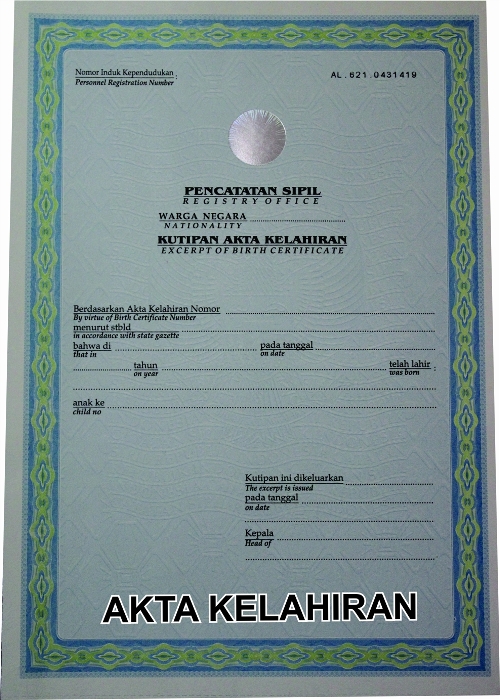 Nomor Induk Kependudukan : AL . 621 . 0431419
Personnel Registration Number
PENCATATAN SIPIL
REGISTRY OFFICE
WARGA NEGARA
NATIONALITY
KUTIPAN AKTA KELAHIRAN
EXCERPT OF BIRTH CERTIFICATE
Berdasarkan Akta Kelahiran Nomor
By virtue of Birth Certificate Number
menurut stbld
in accordance with state gazette
bahwa di pada tanggal
that in on date
tahun telah lahir :
on year was born
anak ke
child no
Kutipan ini dikeluarkan
The excerpt is issued
pada tanggal
on date
Kepala
Head of
AKTA KELAHIRAN